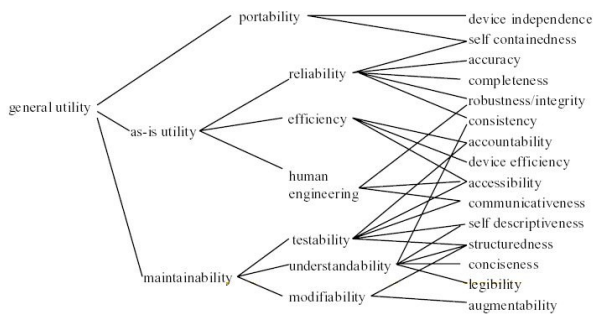 portability
device independence
self containedness
accuracy
reliability
completeness
robustness/integrity
general utility
efficiency
consistency
as-is utility
accountability
device efficiency
human
engineering
accessibility
communicativeness
self descriptiveness
testability
structuredness
understandability
conciseness
maintainability
legibility
modifiability
augmentability